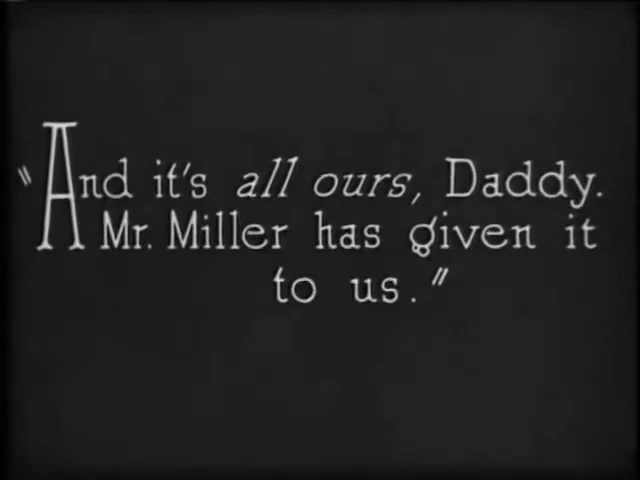 "And it's all ours, Daddy.
Mr. Miller has given it
to us."